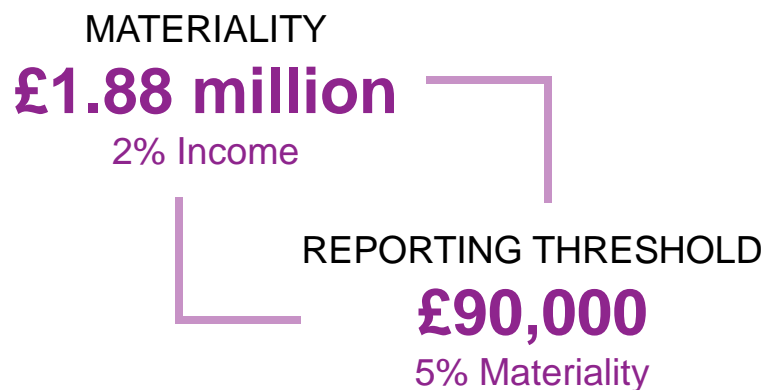 MATERIALITY
£1.88 million
2% Income
REPORTING THRESHOLD
£90,000
5% Materiality